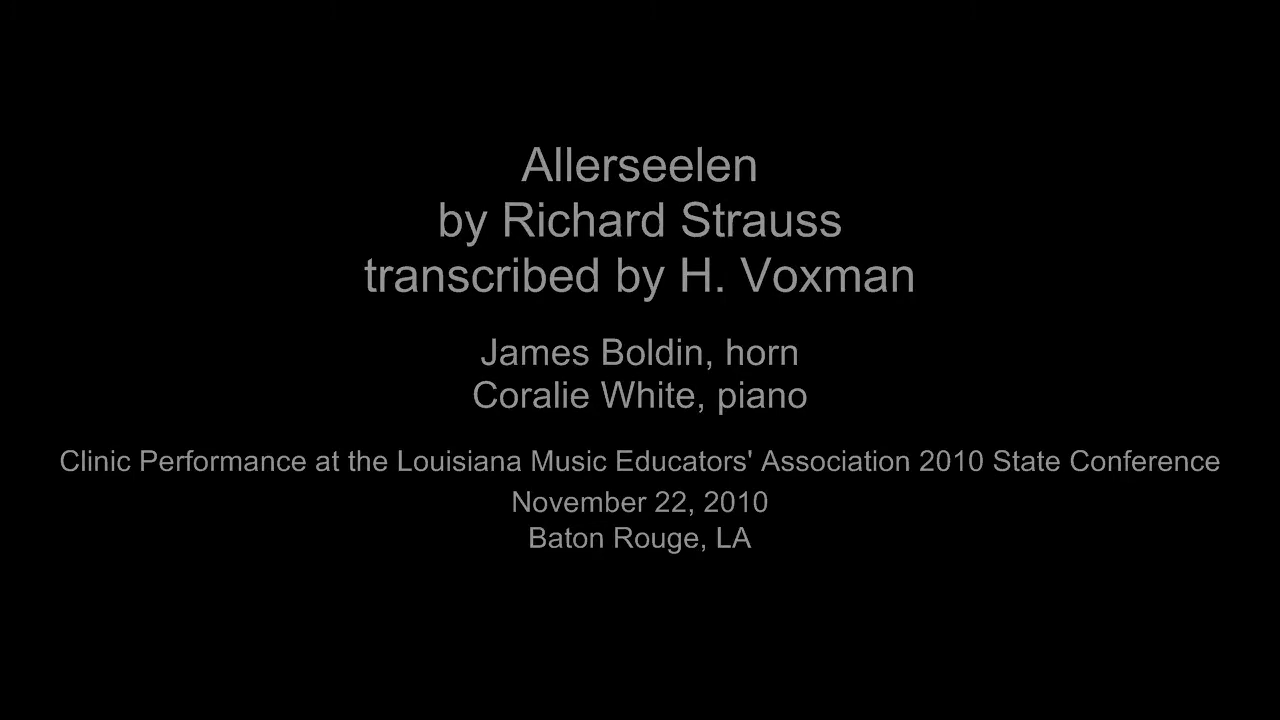 Allerseelen
by Richard Strauss
transcribed by H. Voxman
James Boldin, horn
Coralie White, piano
Clinic Performance at the Louisiana Music Educators' Association 2010 State Conference
November 22, 2010
Baton Rouge, LA